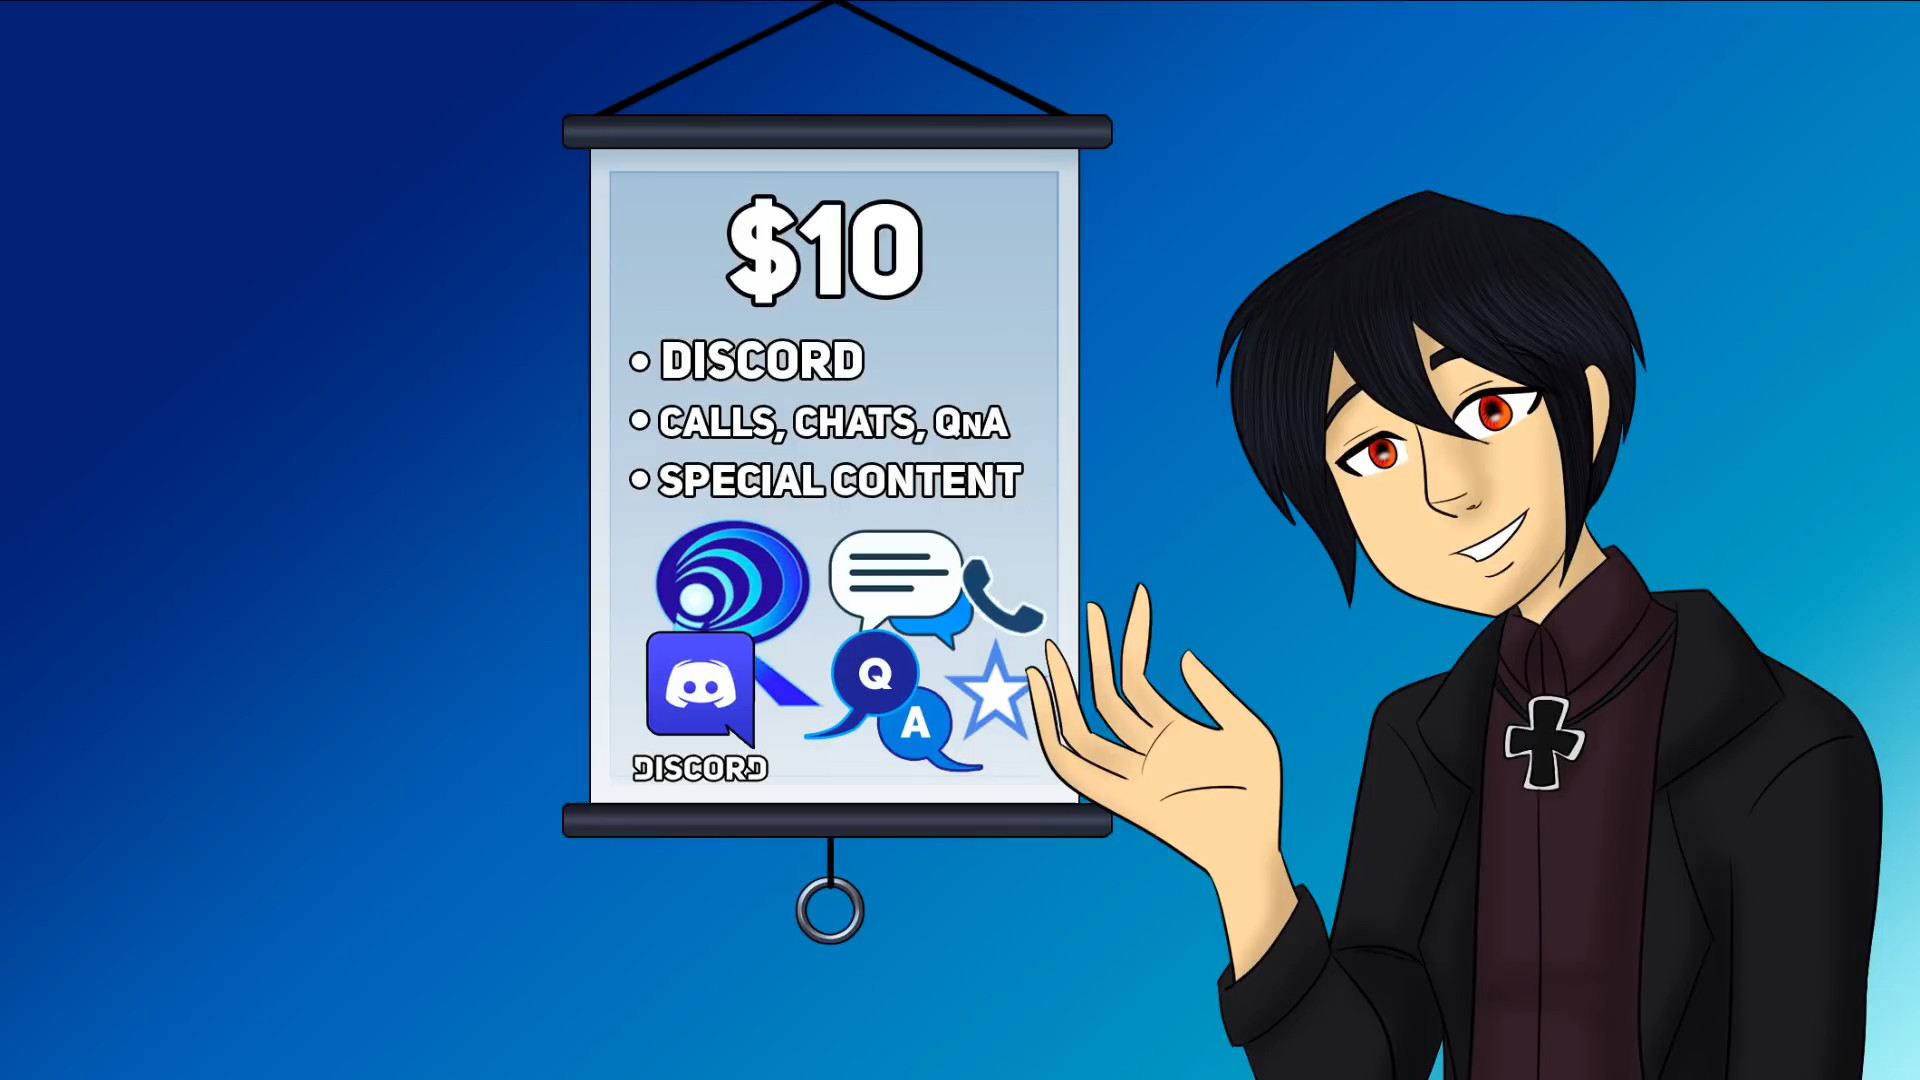 $10
• DISCORD
• CALLS, CHATS, QNA
• SPECIAL CONTENT
Q
A
DISCORD